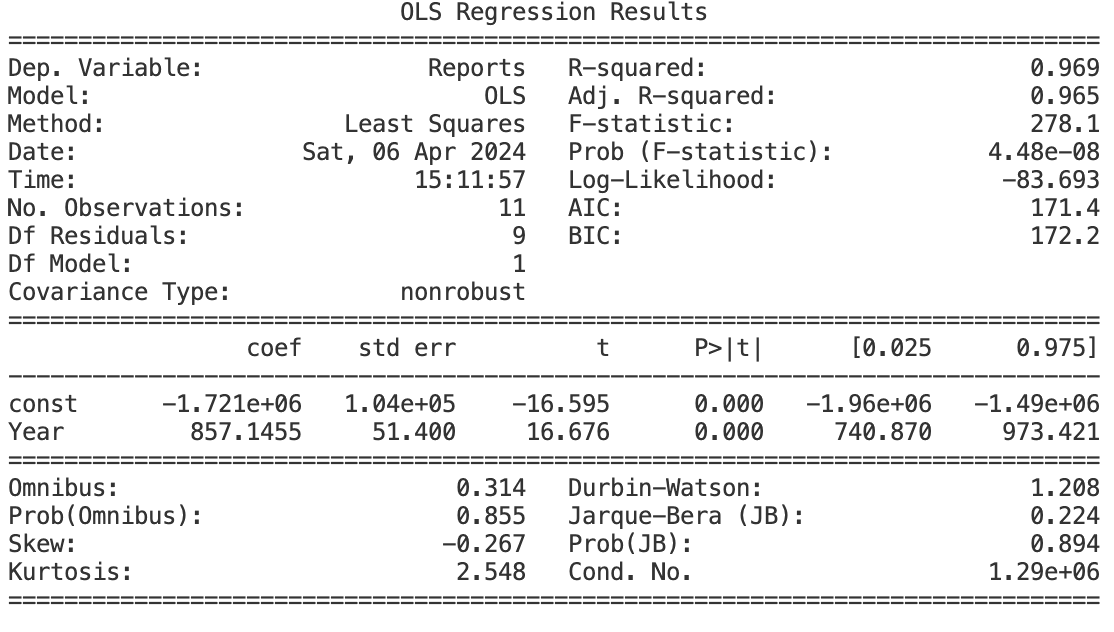 OLS Regression Results
==============================================================================
Dep. Variable:                Reports   R-squared:                       0.969
Model:                            OLS   Adj. R-squared:                  0.965
Method:                 Least Squares   F-statistic:                     278.1
Date:                Sat, 06 Apr 2024   Prob (F-statistic):           4.48e-08
Time:                        15:11:57   Log-Likelihood:                -83.693
No. Observations:                  11   AIC:                             171.4
Df Residuals:                       9   BIC:                             172.2
Df Model:                           1
Covariance Type:            nonrobust
==============================================================================
                 coef    std err          t      P>|t|      [0.025      0.975]
------------------------------------------------------------------------------
const      -1.721e+06   1.04e+05    -16.595      0.000   -1.96e+06   -1.49e+06
Year         857.1455     51.400     16.676      0.000     740.870     973.421
==============================================================================
Omnibus:                        0.314   Durbin-Watson:                   1.208
Prob(Omnibus):                  0.855   Jarque-Bera (JB):                0.224
Skew:                          -0.267   Prob(JB):                        0.894
Kurtosis:                       2.548   Cond. No.                     1.29e+06
==============================================================================